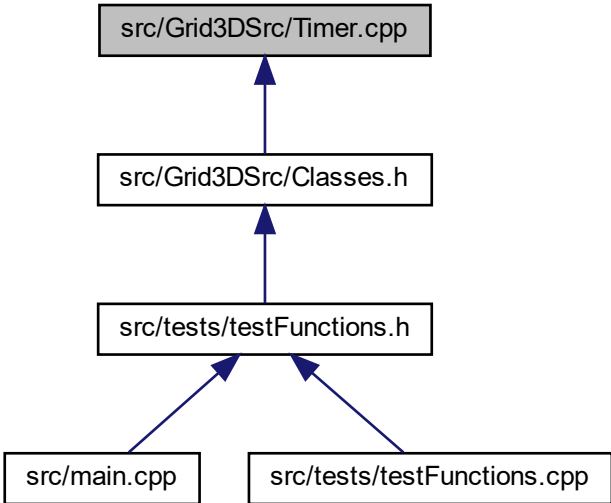 src/Grid3DSrc/Timer.cpp
src/Grid3DSrc/Classes.h
src/tests/testFunctions.h
src/main.cpp
src/tests/testFunctions.cpp